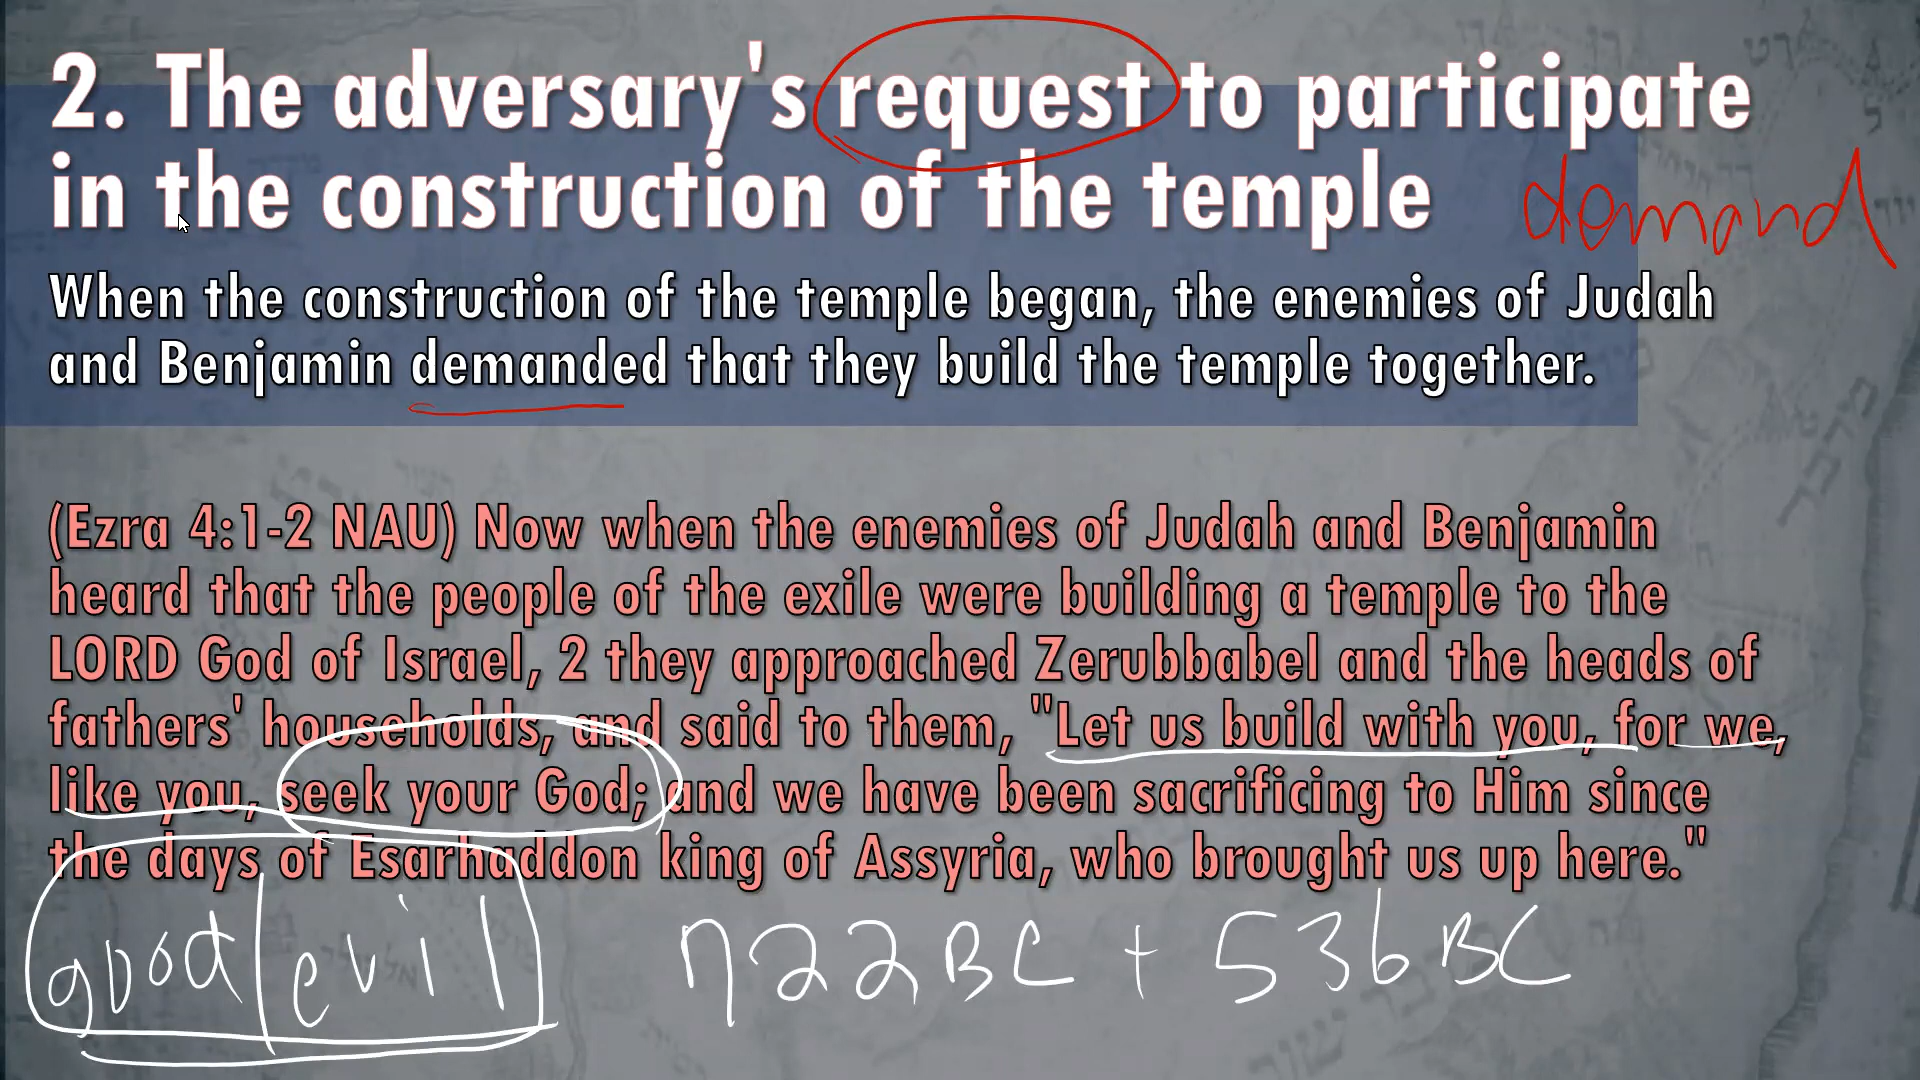 2. The adversary's request to participate
in the construction of the temple
demand
When the construction of the temple began, the enemies of Judah
and Benjamin demanded that they build the temple together.
(Ezra 4:1-2 NAU) Now when the enemies of Judah and Benjamin
heard that the people of the exile were building a temple to the
LORD God of Israel, 2 they approached Zerubbabel and the heads of
fathers' households, and said to them, "Let us build with you, for we,
like you, seek your God; and we have been sacrificing to Him since
the days of Esarhaddon king of Assyria, who brought us up here."
good evil 722BC + 536BC